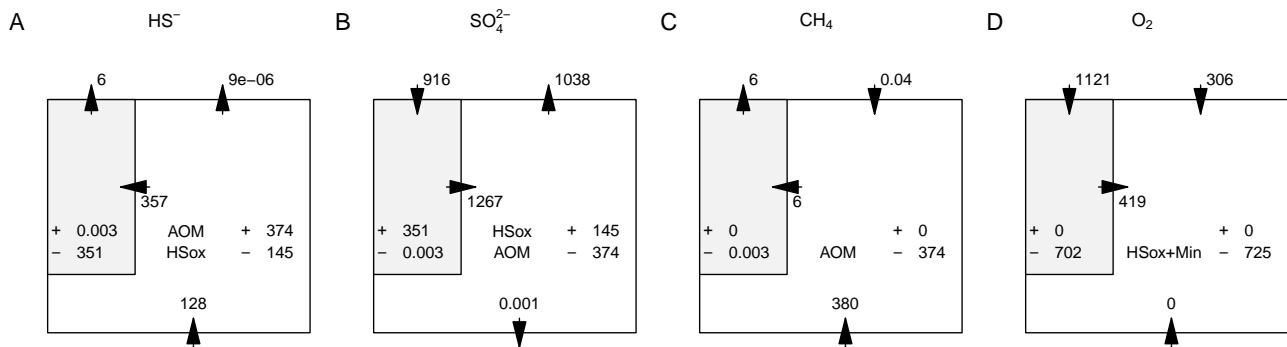 A HS⁻ B SO₄²⁻ C CH₄ D O₂
6 9e−06 916 1038 6 0.04 1121 306
357 1267 6 419
+ 0.003 AOM + 374 + 351 HSox + 145 + 0 + 0 + 0 + 0
− 351 HSox − 145 − 0.003 AOM − 374 − 0.003 AOM − 374 − 702 HSox+Min − 725
128 0.001 380 0